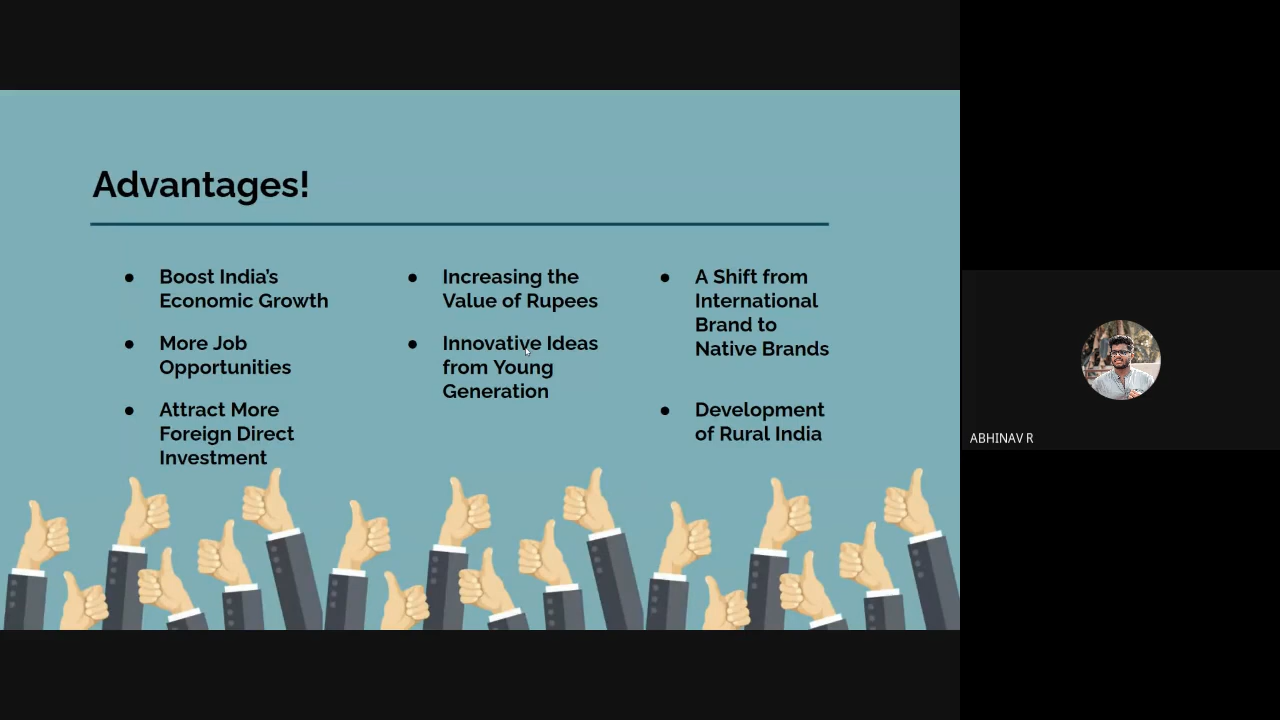 Advantages!
● Boost India's
Economic Growth
● More Job
Opportunities
● Attract More
Foreign Direct
Investment
● Increasing the
Value of Rupees
● Innovative Ideas
from Young
Generation
● A Shift from
International
Brand to
Native Brands
● Development
of Rural India
ABHINAV R